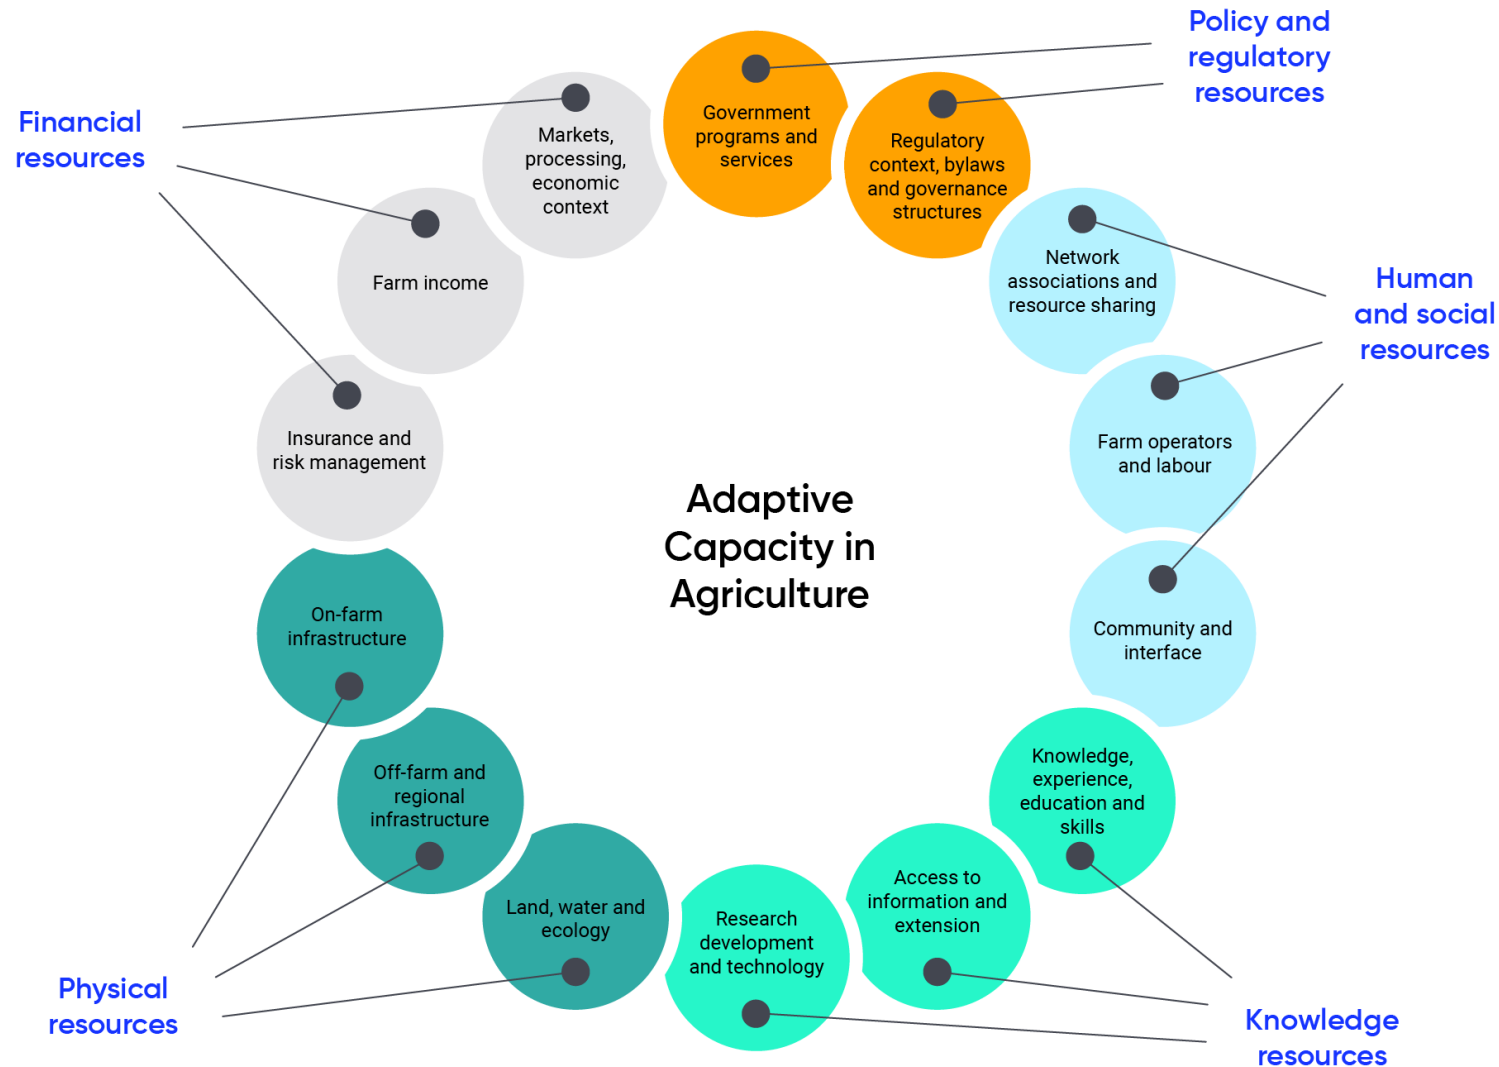 Policy and
regulatory
resources
Financial
resources
Markets,
processing,
economic
context
Government
programs and
services
Regulatory
context, bylaws
and governance
structures
Farm income
Network
associations and
resource sharing
Human
and social
resources
Insurance and
risk management
Farm operators
and labour
Adaptive
Capacity in
Agriculture
On-farm
infrastructure
Community and
interface
Off-farm and
regional
infrastructure
Knowledge,
experience,
education and
skills
Land, water and
ecology
Research
development
and technology
Access to
information and
extension
Physical
resources
Knowledge
resources